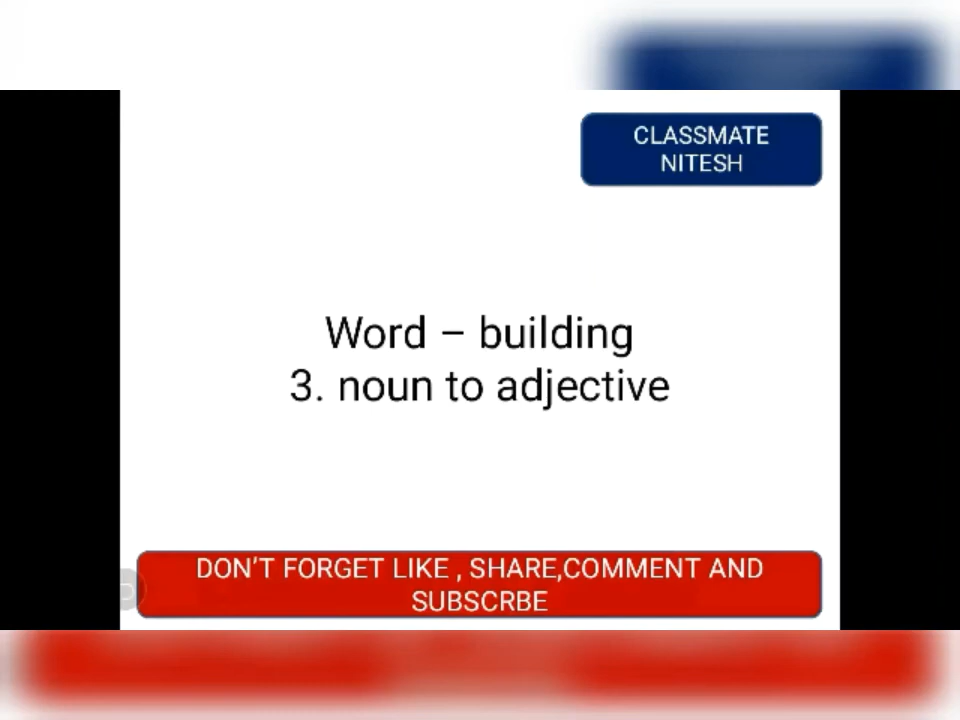 CLASSMATE
NITESH
Word – building
3. noun to adjective
DON'T FORGET LIKE , SHARE,COMMENT AND
SUBSCRBE